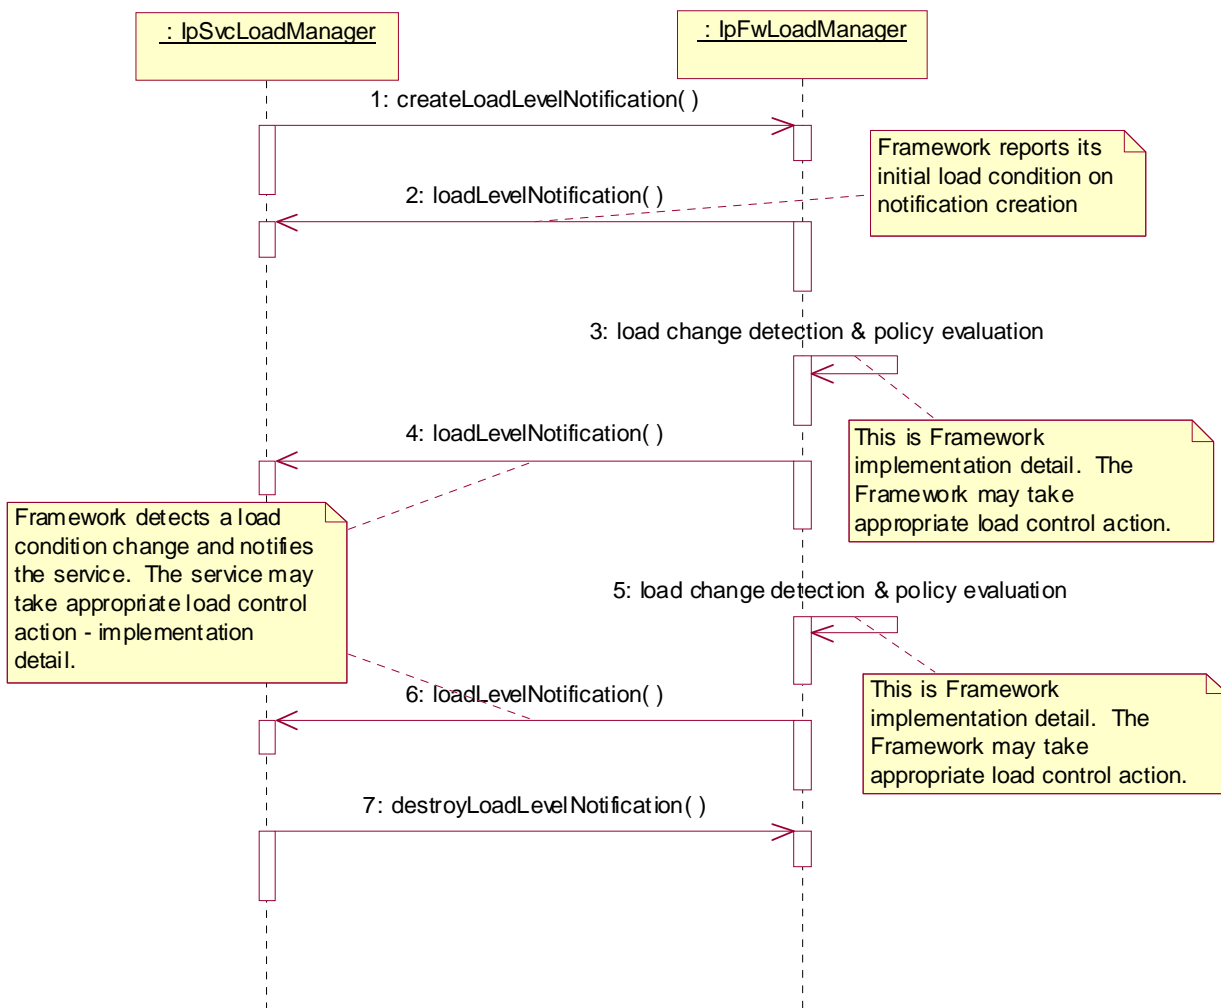 : IpSvcLoadManager
: IpFwLoadManager
1: createLoadLevelNotification( )
Framework reports its
initial load condition on
notification creation
2: loadLevelNotification( )
3: load change detection & policy evaluation
This is Framework
implementation detail.  The
Framework may take
appropriate load control action.
4: loadLevelNotification( )
Framework detects a load
condition change and notifies
the service.  The service may
take appropriate load control
action - implementation
detail.
5: load change detection & policy evaluation
This is Framework
implementation detail.  The
Framework may take
appropriate load control action.
6: loadLevelNotification( )
7: destroyLoadLevelNotification( )